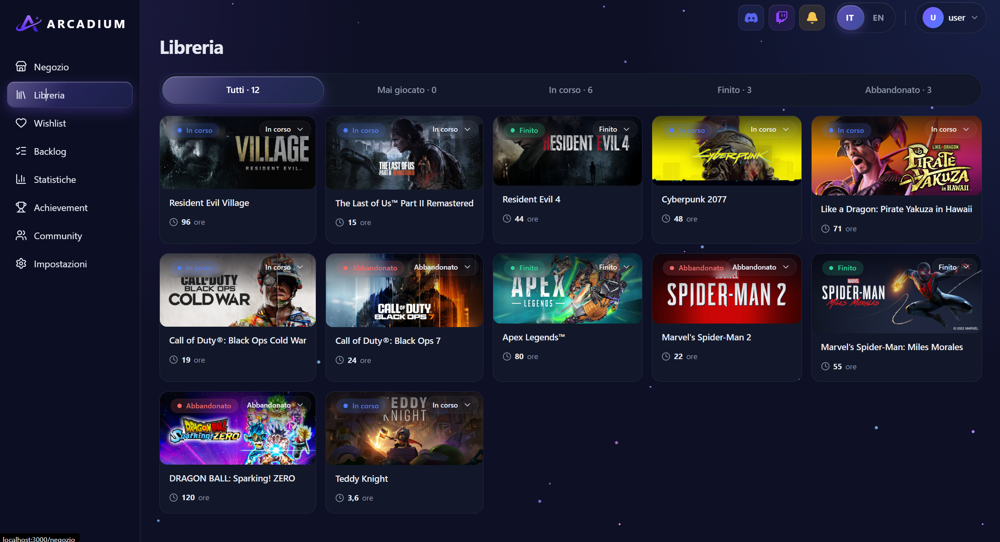 ARCADIUM
IT
EN
U
user
Libreria
Negozio
Libreria
Wishlist
Backlog
Statistiche
Achievement
Community
Impostazioni
Tutti · 12
Mai giocato · 0
In corso · 6
Finito · 3
Abbandonato · 3
In corso
In corso
VILLAGE
RESIDENT EVIL™
Resident Evil Village
96 ore
In corso
In corso
THE LAST OF US
PART II REMASTERED
The Last of Us™ Part II Remastered
15 ore
Finito
Finito
RESIDENT EVIL 4
Resident Evil 4
44 ore
In corso
In corso
Cyberpunk
2077
Cyberpunk 2077
48 ore
In corso
In corso
LIKE A DRAGON
PIRATE
YAKUZA
in HAWAII
Like a Dragon: Pirate Yakuza in Hawaii
71 ore
In corso
In corso
CALL OF DUTY
BLACK OPS
COLD WAR
Call of Duty®: Black Ops Cold War
19 ore
Abbandonato
Abbandonato
CALL OF DUTY
BLACK OPS 7
Call of Duty®: Black Ops 7
24 ore
Finito
Finito
APEX
LEGENDS
Apex Legends™
80 ore
Abbandonato
Abbandonato
MARVEL
SPIDER-MAN 2
Marvel's Spider-Man 2
22 ore
Finito
Finito
MARVEL
SPIDER-MAN
MILES MORALES
© 2022 MARVEL
Marvel’s Spider-Man: Miles Morales
55 ore
Abbandonato
Abbandonato
DRAGON BALL
Sparking! ZERO
DRAGON BALL: Sparking! ZERO
120 ore
In corso
In corso
TEDDY
KNIGHT
Teddy Knight
3,6 ore
localhost:3000/negozio